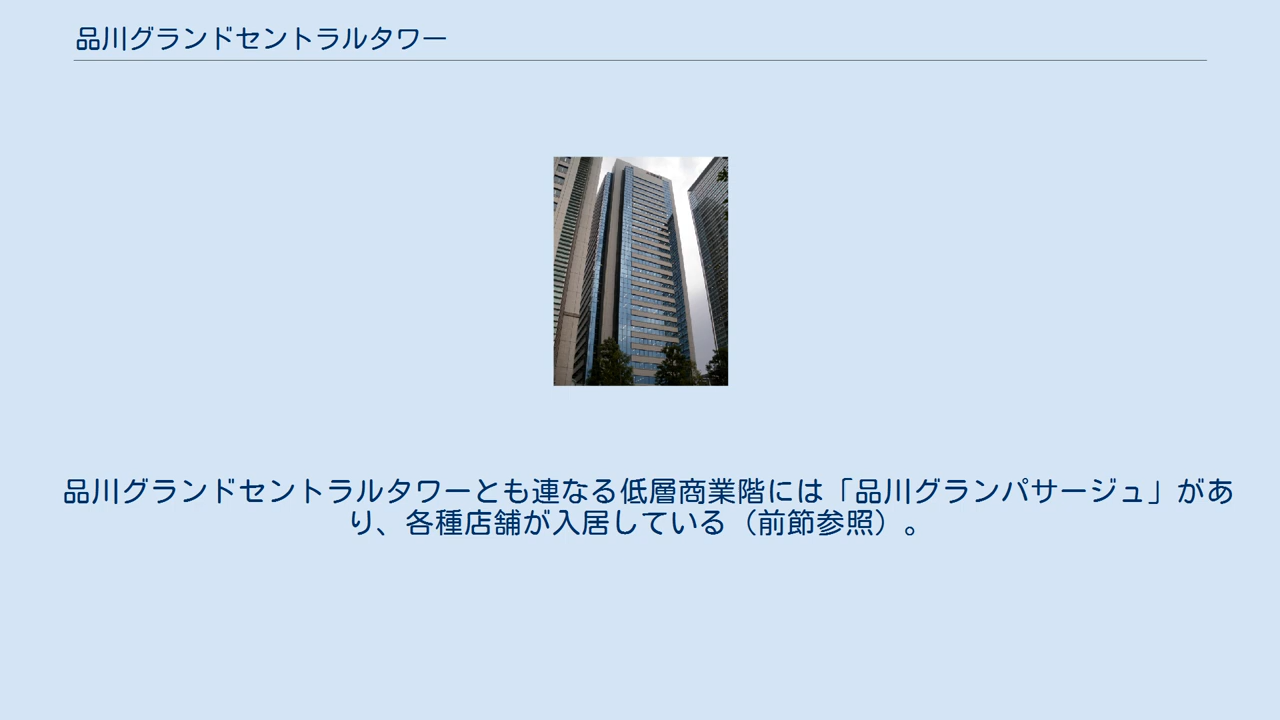 品川グランドセントラルタワー
品川グランドセントラルタワーとも連なる低層商業階には「品川グランパサージュ」があ
り、各種店舗が入居している（前節参照）。